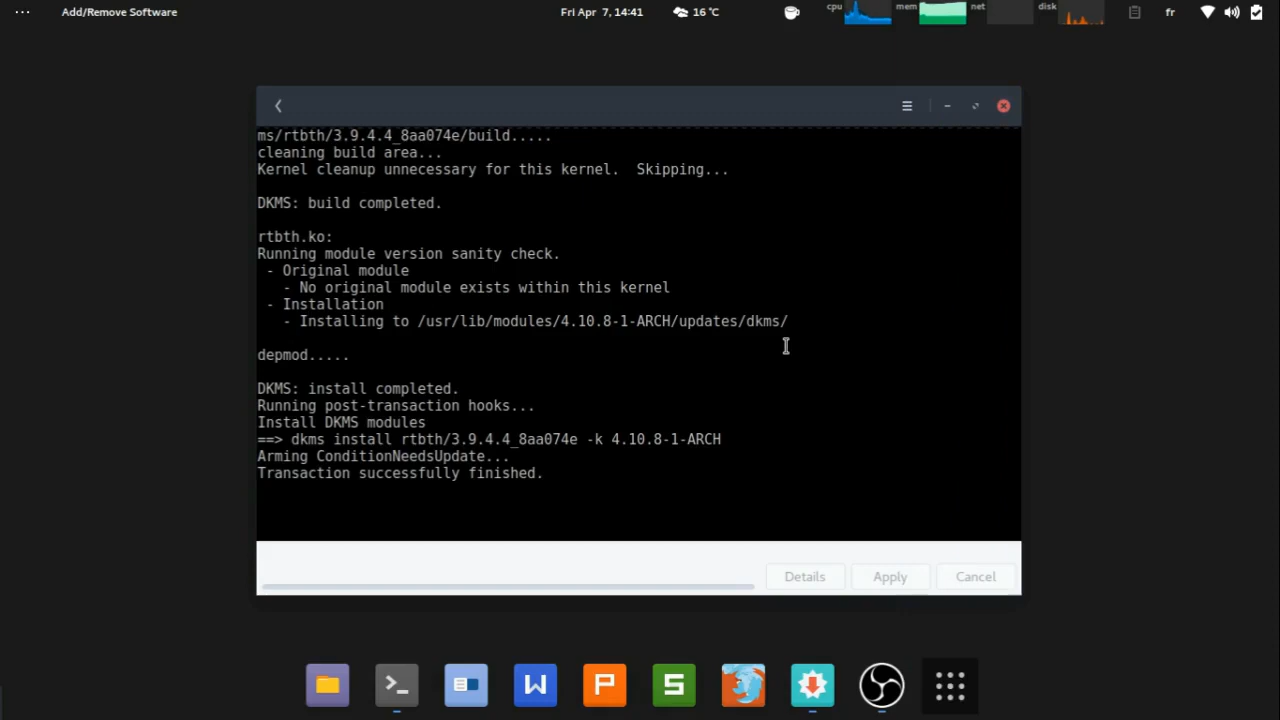 Add/Remove Software
Fri Apr 7, 14:41
16 °C
cpu
mem
net
disk
fr
ms/rtbth/3.9.4.4_8aa074e/build.....
cleaning build area...
Kernel cleanup unnecessary for this kernel.  Skipping...
DKMS: build completed.
rtbth.ko:
Running module version sanity check.
- Original module
- No original module exists within this kernel
- Installation
- Installing to /usr/lib/modules/4.10.8-1-ARCH/updates/dkms/
depmod.....
DKMS: install completed.
Running post-transaction hooks...
Install DKMS modules
==> dkms install rtbth/3.9.4.4_8aa074e -k 4.10.8-1-ARCH
Arming ConditionNeedsUpdate...
Transaction successfully finished.
Details
Apply
Cancel
W
P
S